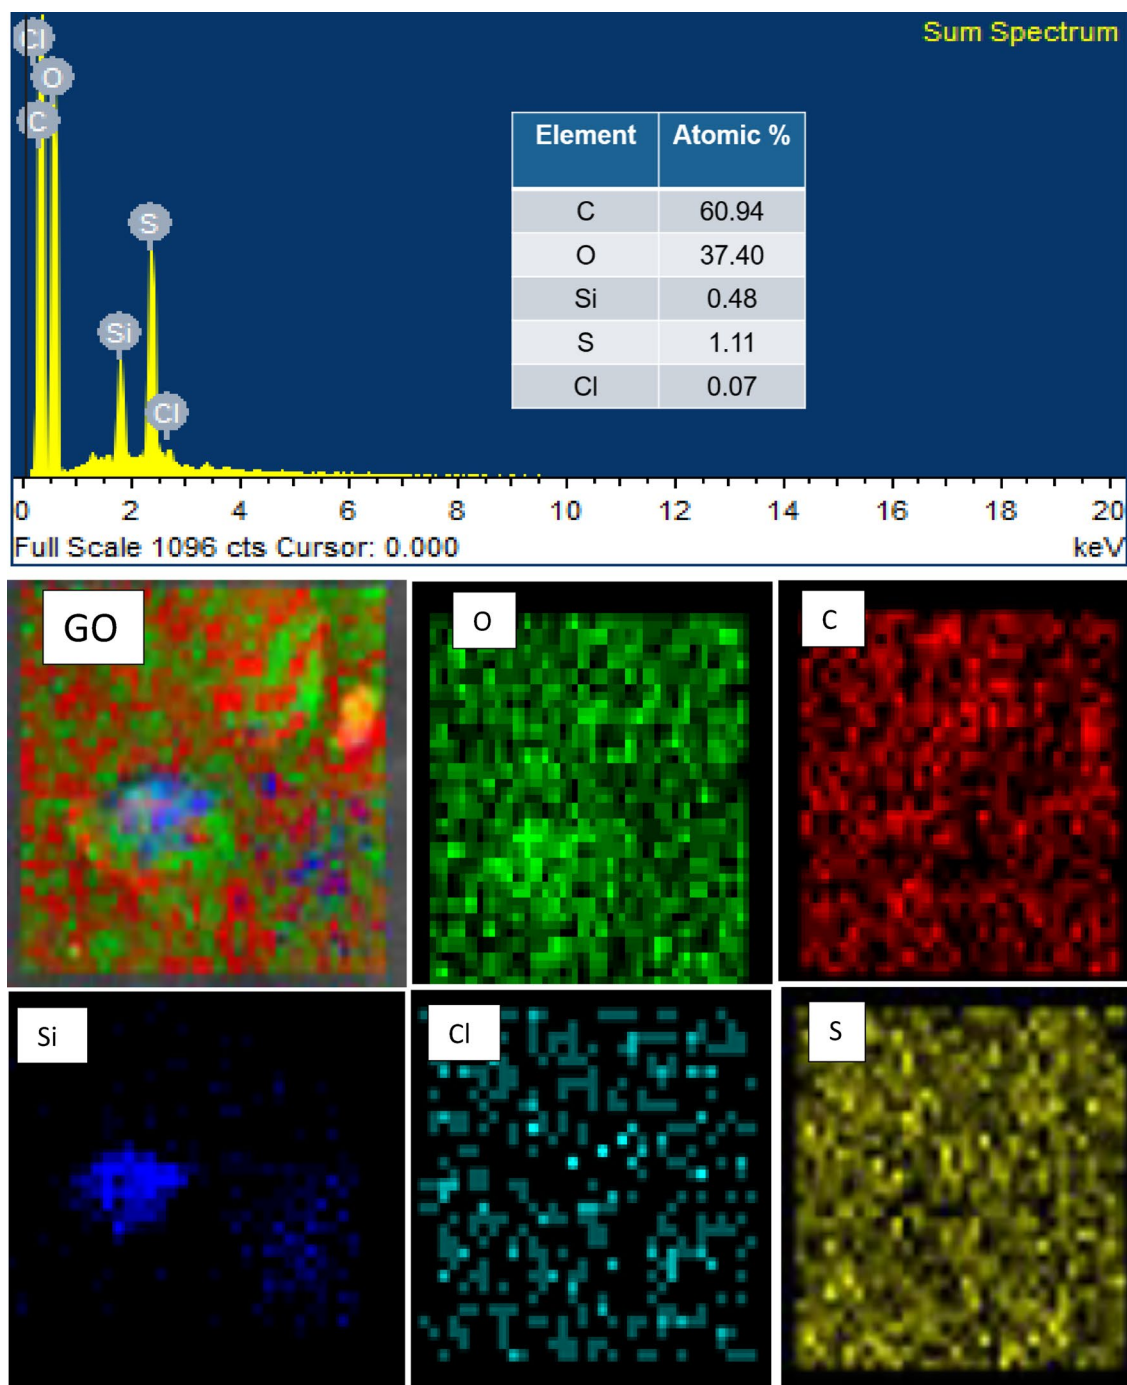 Sum Spectrum
Cl
O
C
S
Si
Cl
Element Atomic %
C 60.94
O 37.40
Si 0.48
S 1.11
Cl 0.07
0 2 4 6 8 10 12 14 16 18 20
Full Scale 1096 cts Cursor: 0.000 keV
GO O C
Si Cl S